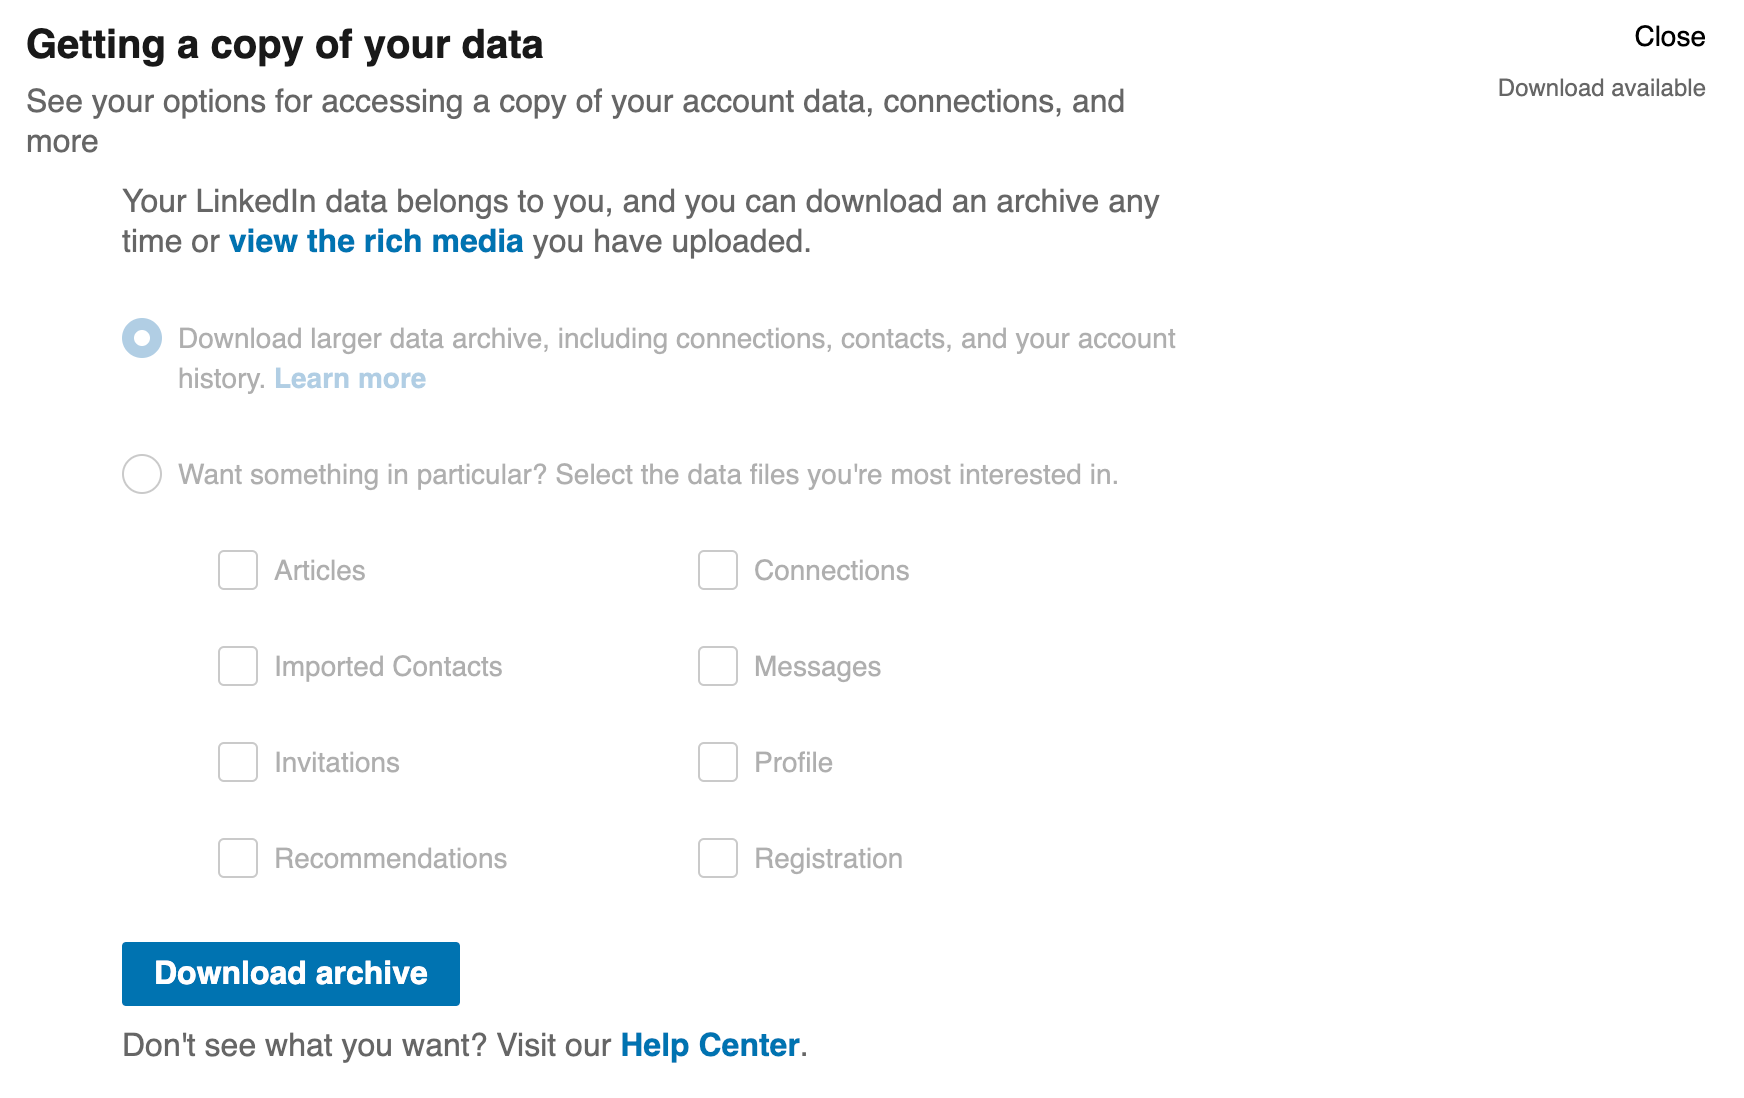 Getting a copy of your data
Close
See your options for accessing a copy of your account data, connections, and
more
Download available
Your LinkedIn data belongs to you, and you can download an archive any
time or view the rich media you have uploaded.
Download larger data archive, including connections, contacts, and your account
history. Learn more
Want something in particular? Select the data files you're most interested in.
Articles
Connections
Imported Contacts
Messages
Invitations
Profile
Recommendations
Registration
Download archive
Don't see what you want? Visit our Help Center.